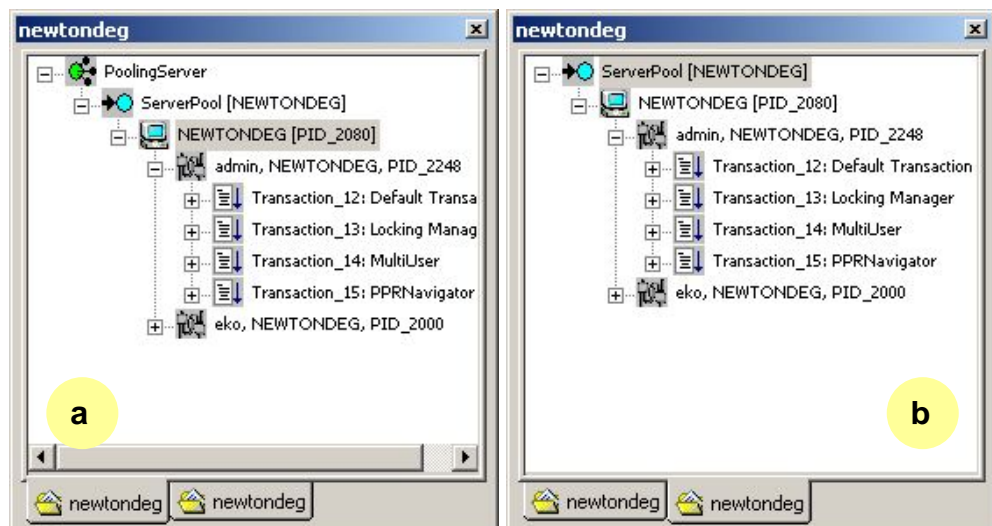 newtondeg
PoolingServer
ServerPool [NEWTONDEG]
NEWTONDEG [PID_2080]
admin, NEWTONDEG, PID_2248
Transaction_12: Default Transa
Transaction_13: Locking Manag
Transaction_14: MultiUser
Transaction_15: PPRNavigator
eko, NEWTONDEG, PID_2000
a
newtondeg newtondeg
newtondeg
ServerPool [NEWTONDEG]
NEWTONDEG [PID_2080]
admin, NEWTONDEG, PID_2248
Transaction_12: Default Transaction
Transaction_13: Locking Manager
Transaction_14: MultiUser
Transaction_15: PPRNavigator
eko, NEWTONDEG, PID_2000
b
newtondeg newtondeg